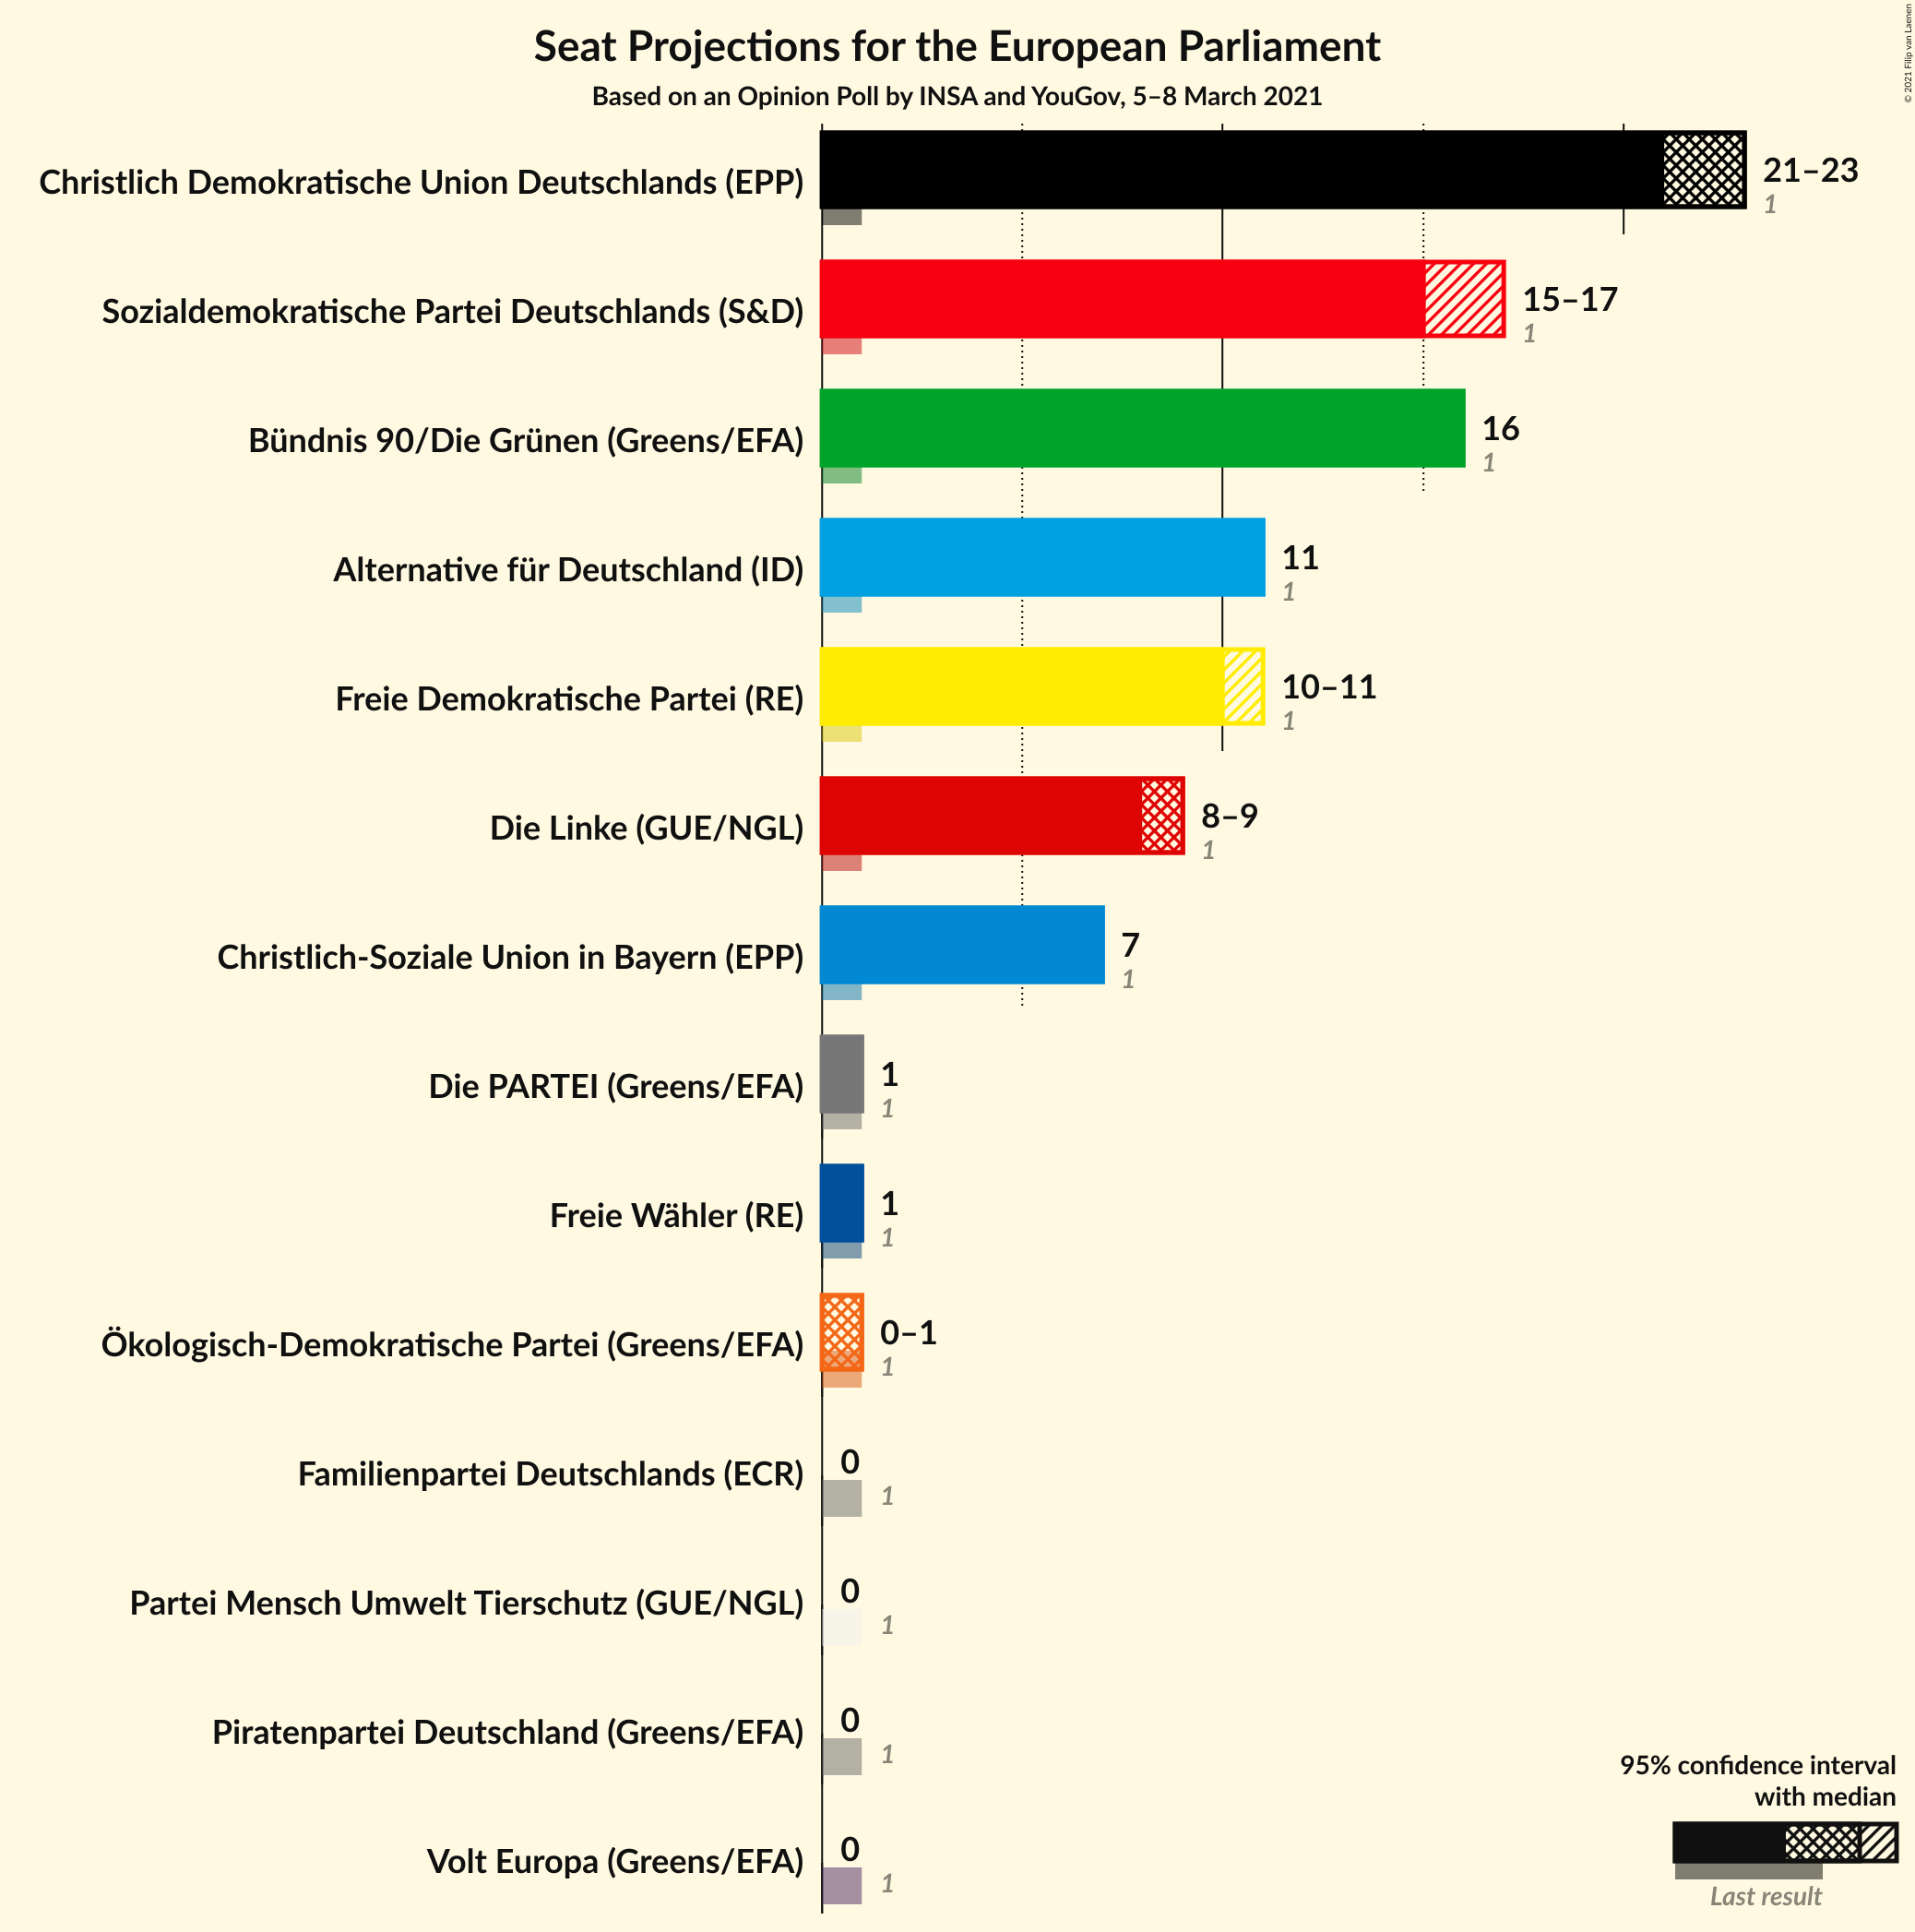 Seat Projections for the European Parliament
Based on an Opinion Poll by INSA and YouGov, 5–8 March 2021
© 2021 Filip van Laenen
Christlich Demokratische Union Deutschlands (EPP)
21–23
1
Sozialdemokratische Partei Deutschlands (S&D)
15–17
1
Bündnis 90/Die Grünen (Greens/EFA)
16
1
Alternative für Deutschland (ID)
11
1
Freie Demokratische Partei (RE)
10–11
1
Die Linke (GUE/NGL)
8–9
1
Christlich-Soziale Union in Bayern (EPP)
7
1
Die PARTEI (Greens/EFA)
1
1
Freie Wähler (RE)
1
1
Ökologisch-Demokratische Partei (Greens/EFA)
0–1
1
Familienpartei Deutschlands (ECR)
0
1
Partei Mensch Umwelt Tierschutz (GUE/NGL)
0
1
Piratenpartei Deutschland (Greens/EFA)
0
1
Volt Europa (Greens/EFA)
0
1
95% confidence interval
with median
Last result